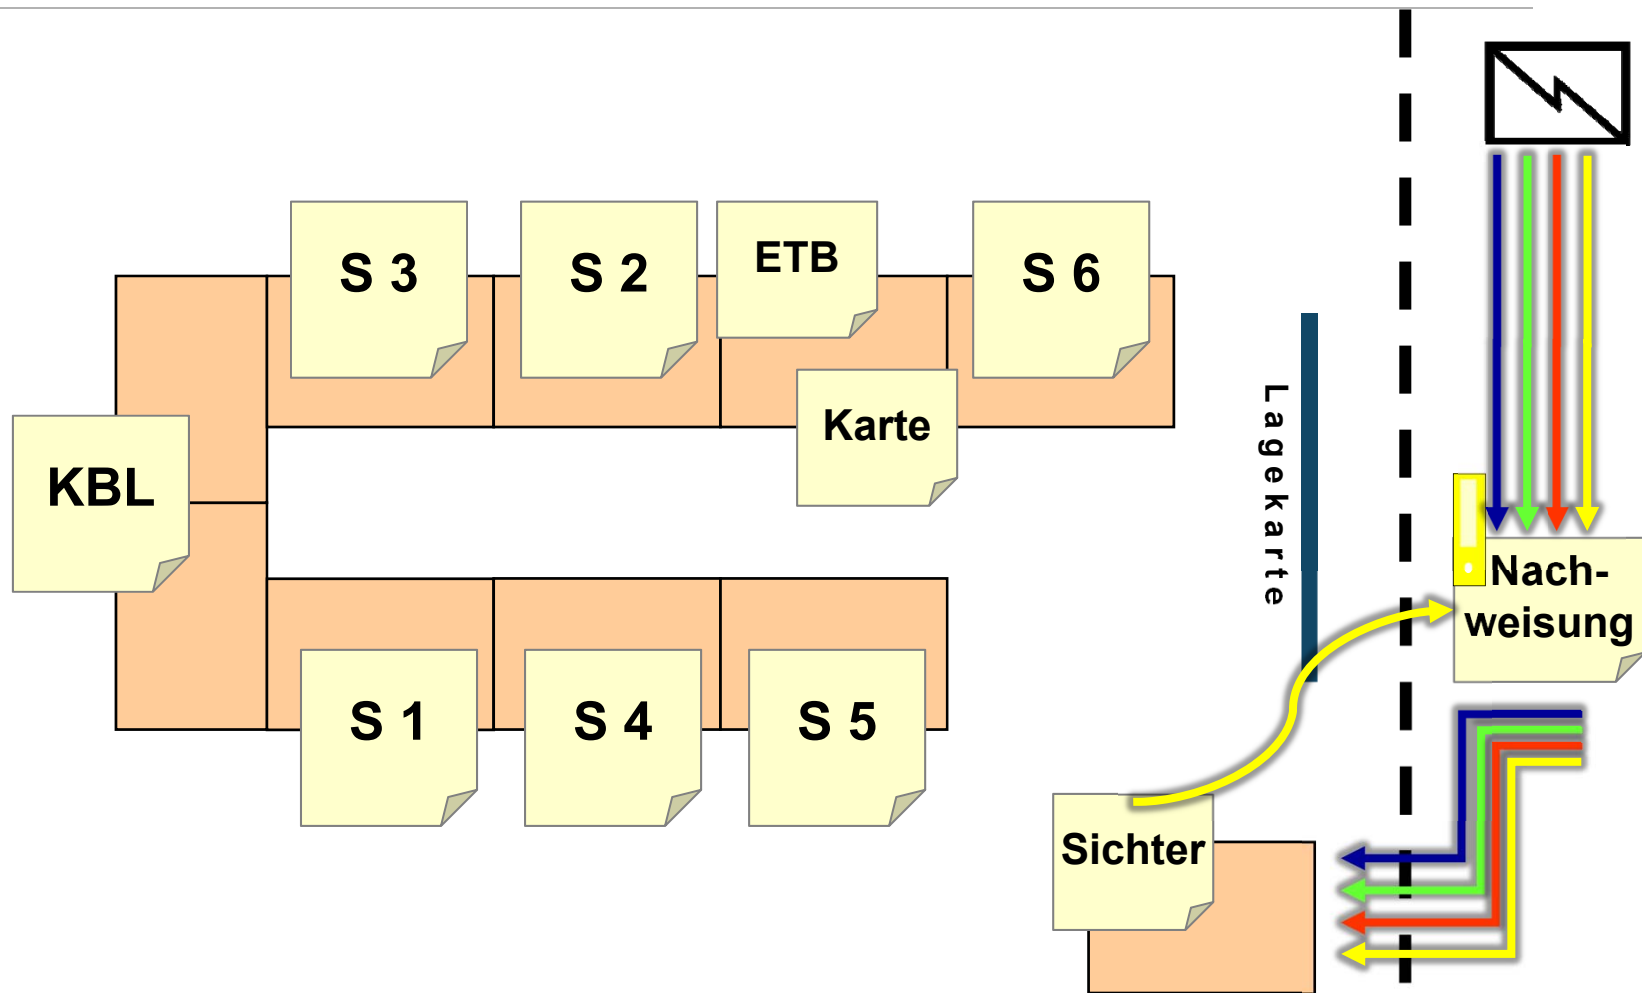 S 3
S 2
ETB
S 6
Karte
KBL
Lagekarte
Nach-
weisung
S 1
S 4
S 5
Sichter